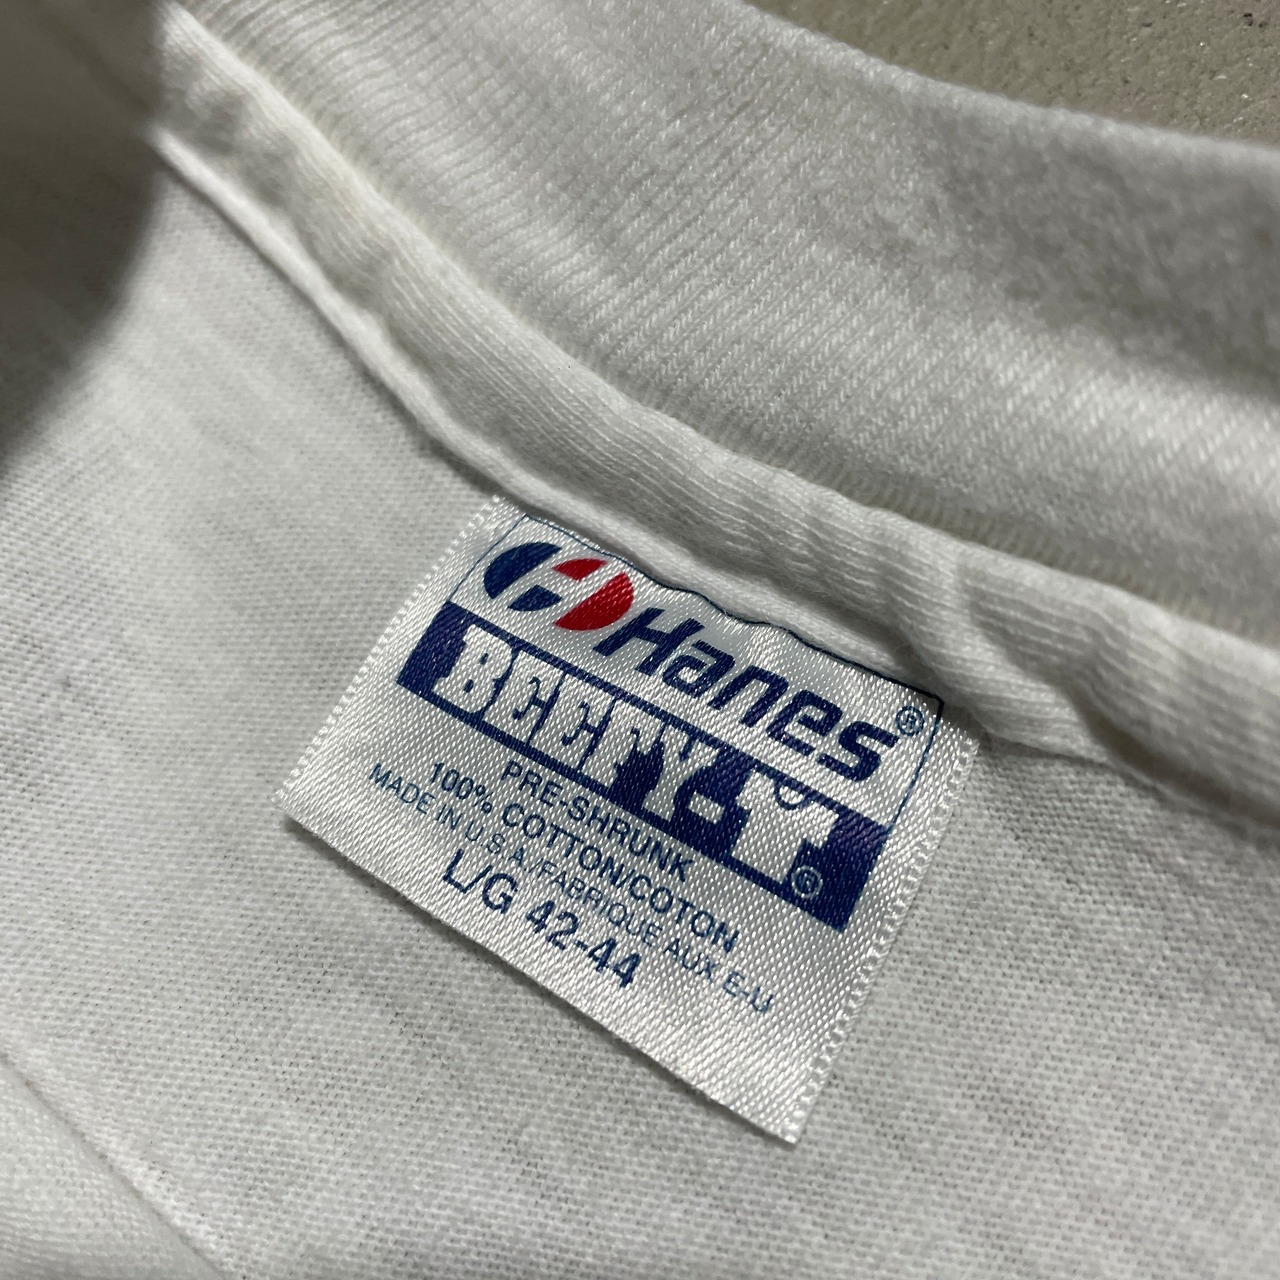 Hanes®
BEEFY-T®
PRE-SHRUNK
100% COTTON/COTON
MADE IN U.S.A./FABRIQUE AUX E-U
L/G 42-44